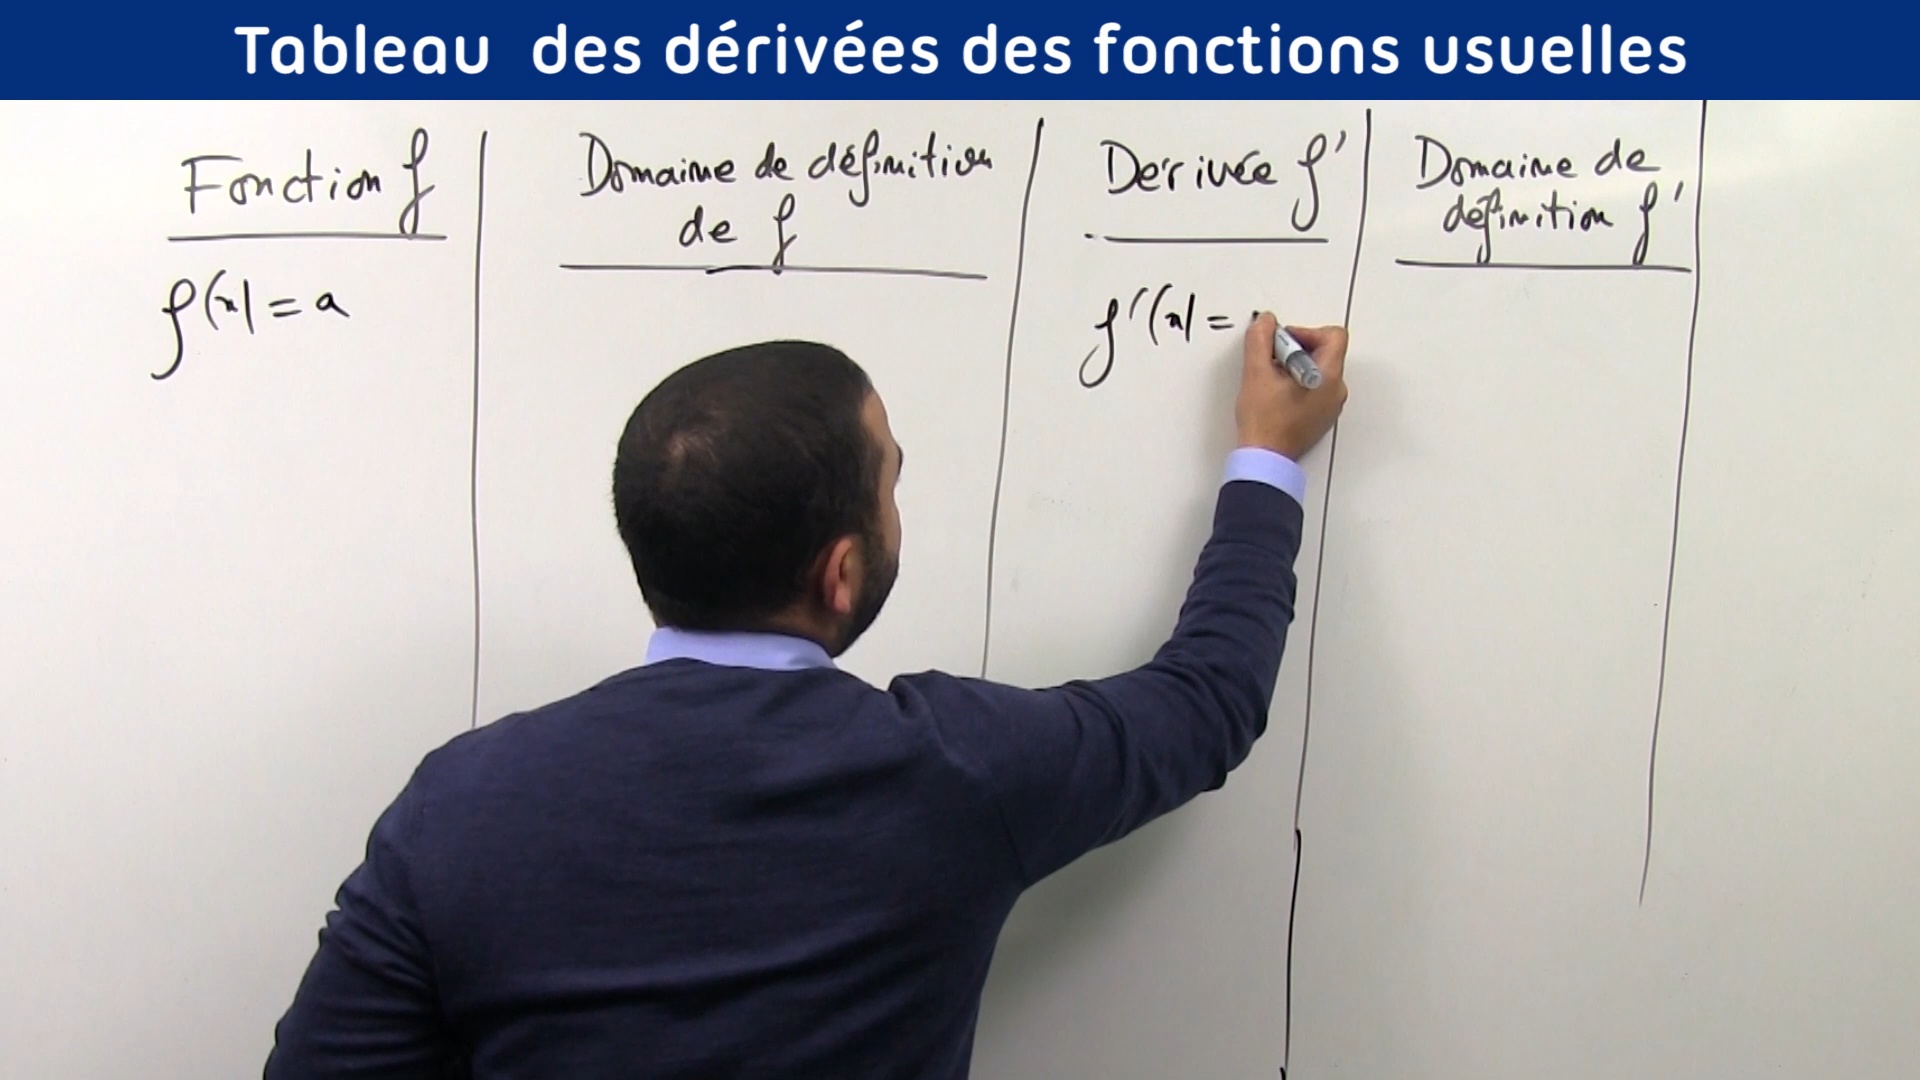 Tableau des dérivées des fonctions usuelles
Fonction f
Domaine de définition
de f
Dérivée f'
Domaine de
définition f'
f(x) = a
f'(x) =